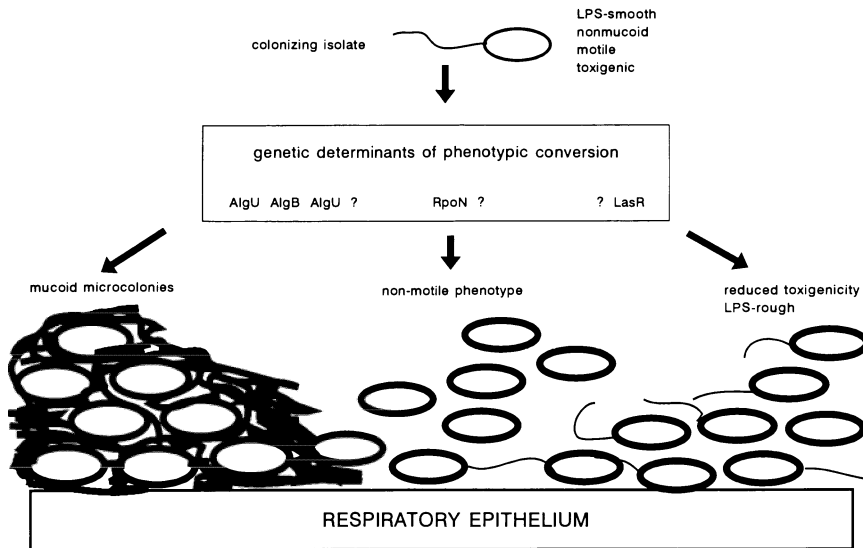 colonizing isolate
LPS-smooth
nonmucoid
motile
toxigenic
genetic determinants of phenotypic conversion
AlgU AlgB AlgU ? RpoN ? ? LasR
mucoid microcolonies
non-motile phenotype
reduced toxigenicity
LPS-rough
RESPIRATORY EPITHELIUM